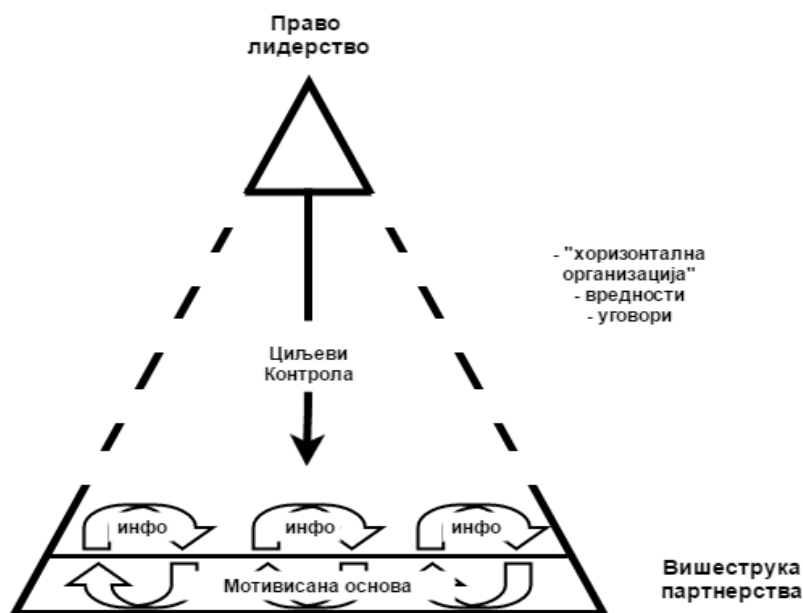 Право
лидерство
- "хоризонтална
организација"
- вредности
- уговори
Циљеви
Контрола
инфо
инфо
инфо
Мотивисана основа
Вишеструка
партнерства